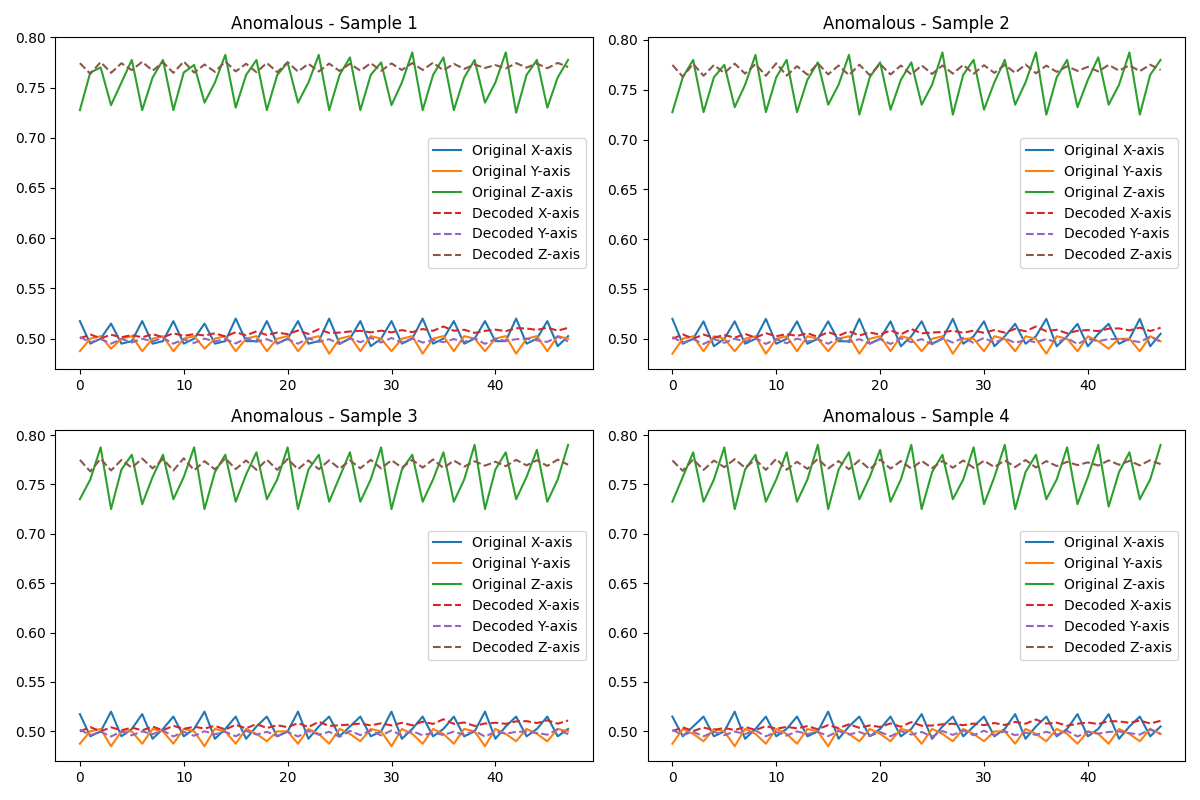 Anomalous - Sample 1
0.80
0.75
0.70
0.65
0.60
0.55
0.50
0 10 20 30 40
Original X-axis
Original Y-axis
Original Z-axis
Decoded X-axis
Decoded Y-axis
Decoded Z-axis
Anomalous - Sample 2
0.80
0.75
0.70
0.65
0.60
0.55
0.50
0 10 20 30 40
Original X-axis
Original Y-axis
Original Z-axis
Decoded X-axis
Decoded Y-axis
Decoded Z-axis
Anomalous - Sample 3
0.80
0.75
0.70
0.65
0.60
0.55
0.50
0 10 20 30 40
Original X-axis
Original Y-axis
Original Z-axis
Decoded X-axis
Decoded Y-axis
Decoded Z-axis
Anomalous - Sample 4
0.80
0.75
0.70
0.65
0.60
0.55
0.50
0 10 20 30 40
Original X-axis
Original Y-axis
Original Z-axis
Decoded X-axis
Decoded Y-axis
Decoded Z-axis